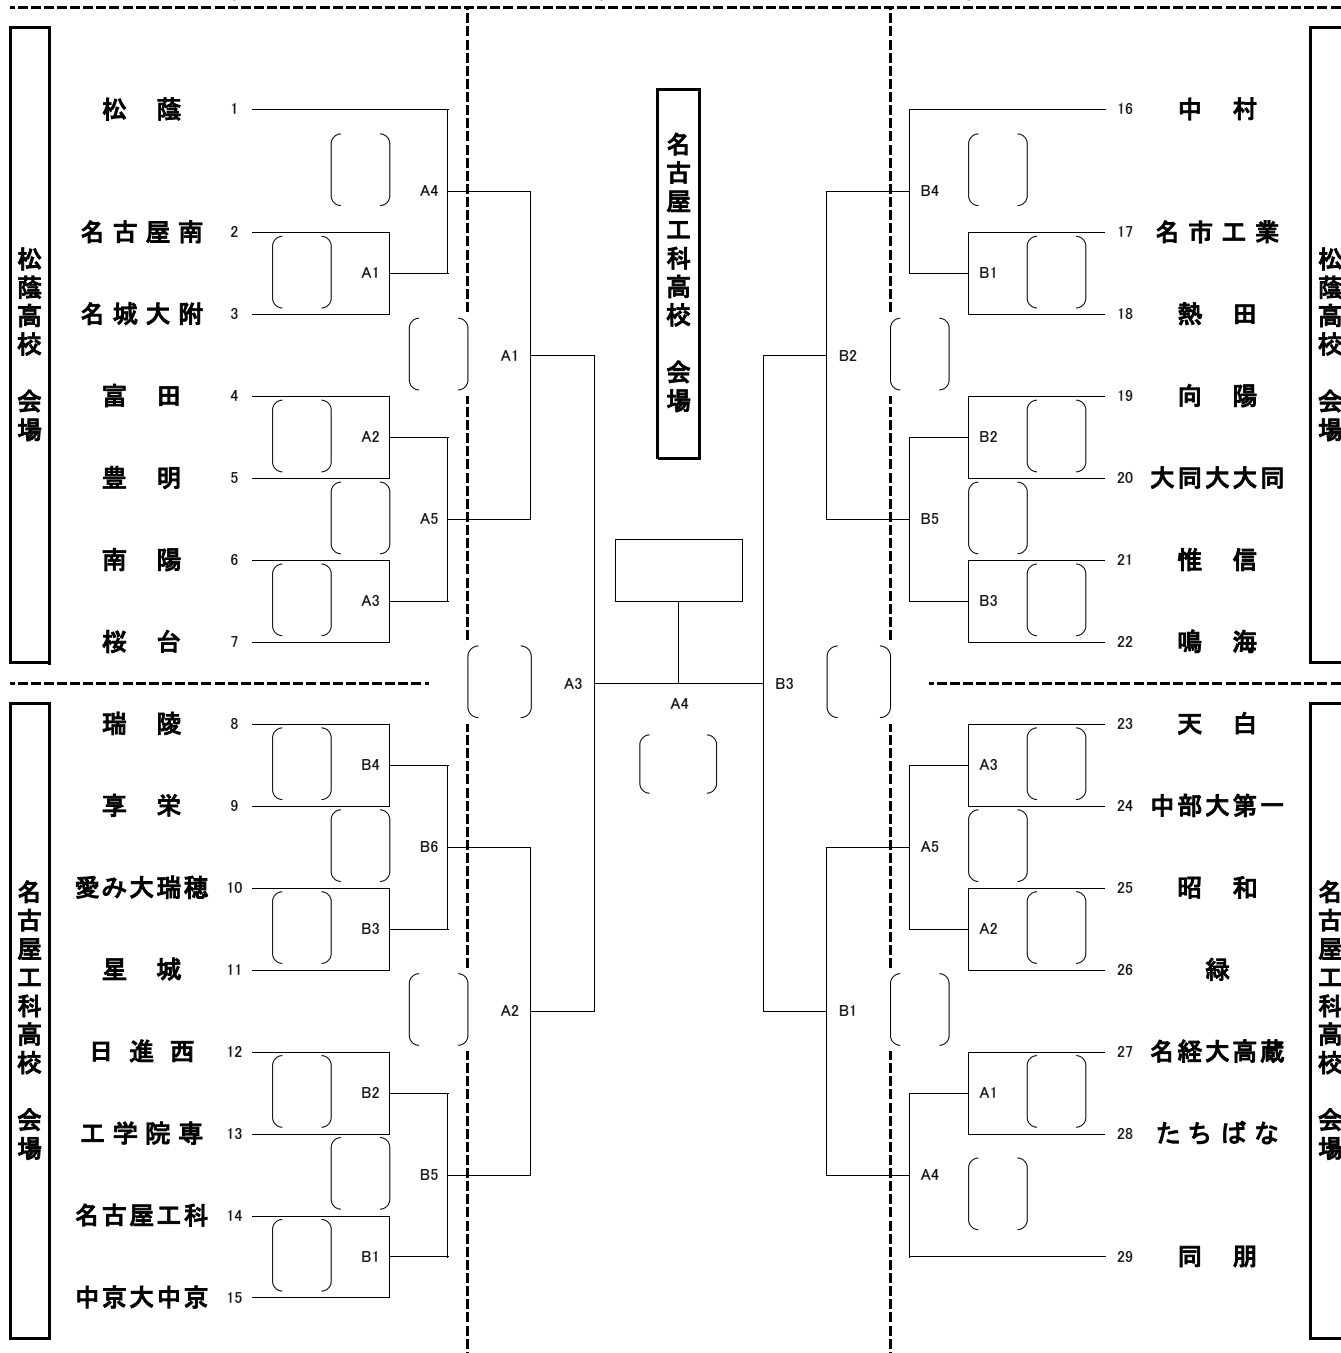 松蔭高校 会場
松蔭 1
A4
名古屋南 2
A1
名城大附 3
A1
富田 4
A2
豊明 5
A5
南陽 6
A3
桜台 7
A3
名古屋工科高校 会場
瑞陵 8
B4
享栄 9
B6
愛み大瑞穂 10
B3
星城 11
A2
日進西 12
B2
工学院専 13
B5
名古屋工科 14
B1
中京大中京 15
名古屋工科高校 会場
A4
松蔭高校 会場
16 中村
B4
17 名市工業
B1
18 熱田
B2
19 向陽
B2
20 大同大大同
B5
21 惟信
B3
22 鳴海
B3
名古屋工科高校 会場
23 天白
A3
24 中部大第一
A5
25 昭和
A2
26 緑
B1
27 名経大高蔵
A1
28 たちばな
A4
29 同朋